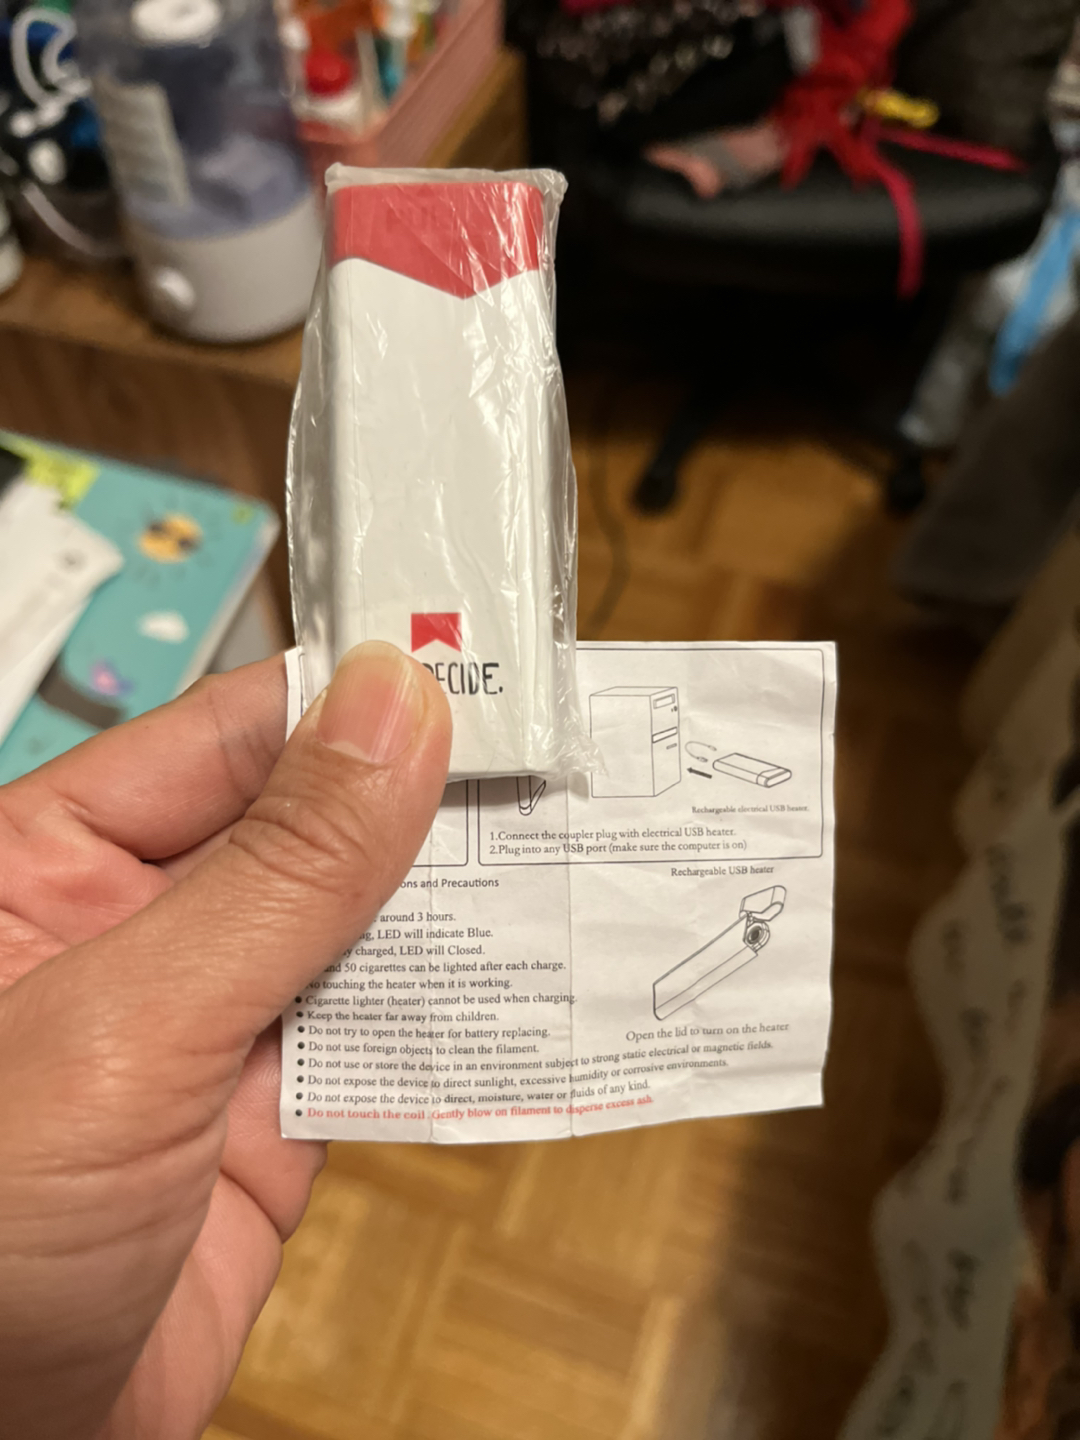 DECIDE.
Rechargeable electrical USB heater.
1.Connect the coupler plug with electrical USB heater.
2.Plug into any USB port (make sure the computer is on)
Rechargeable USB heater
ons and Precautions
around 3 hours.
g, LED will indicate Blue.
y charged, LED will Closed.
nd 50 cigarettes can be lighted after each charge.
No touching the heater when it is working.
● Cigarette lighter (heater) cannot be used when charging.
● Keep the heater far away from children.
● Do not try to open the heater for battery replacing.
● Do not use foreign objects to clean the filament.
● Do not use or store the device in an environment subject to strong static electrical or magnetic fields.
● Do not expose the device to direct sunlight, excessive humidity or corrosive environments.
● Do not expose the device to direct, moisture, water or fluids of any kind.
● Do not touch the coil .Gently blow on filament to disperse excess ash.
Open the lid to turn on the heater